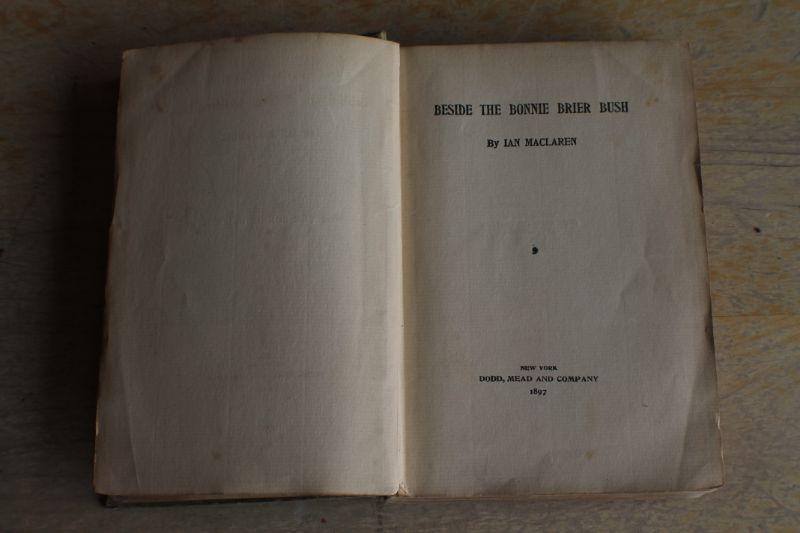 BESIDE THE BONNIE BRIER BUSH
By IAN MACLAREN
NEW YORK
DODD, MEAD AND COMPANY
1897